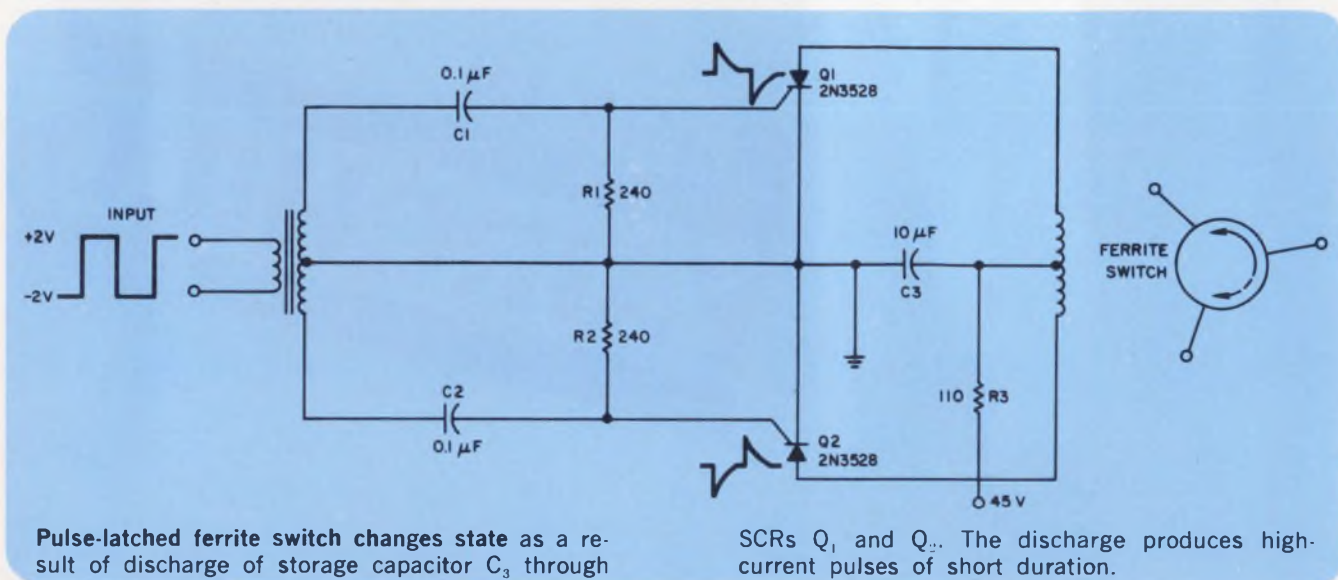 0.1 µF
C1
Q1
2N3528
R1 240
INPUT
+2V
-2V
10 µF
C3
FERRITE
SWITCH
R2 240
C2
0.1 µF
110 R3
Q2
2N3528
45 V
Pulse-latched ferrite switch changes state as a re-
sult of discharge of storage capacitor C₃ through
SCRs Q₁ and Q₂. The discharge produces high-
current pulses of short duration.